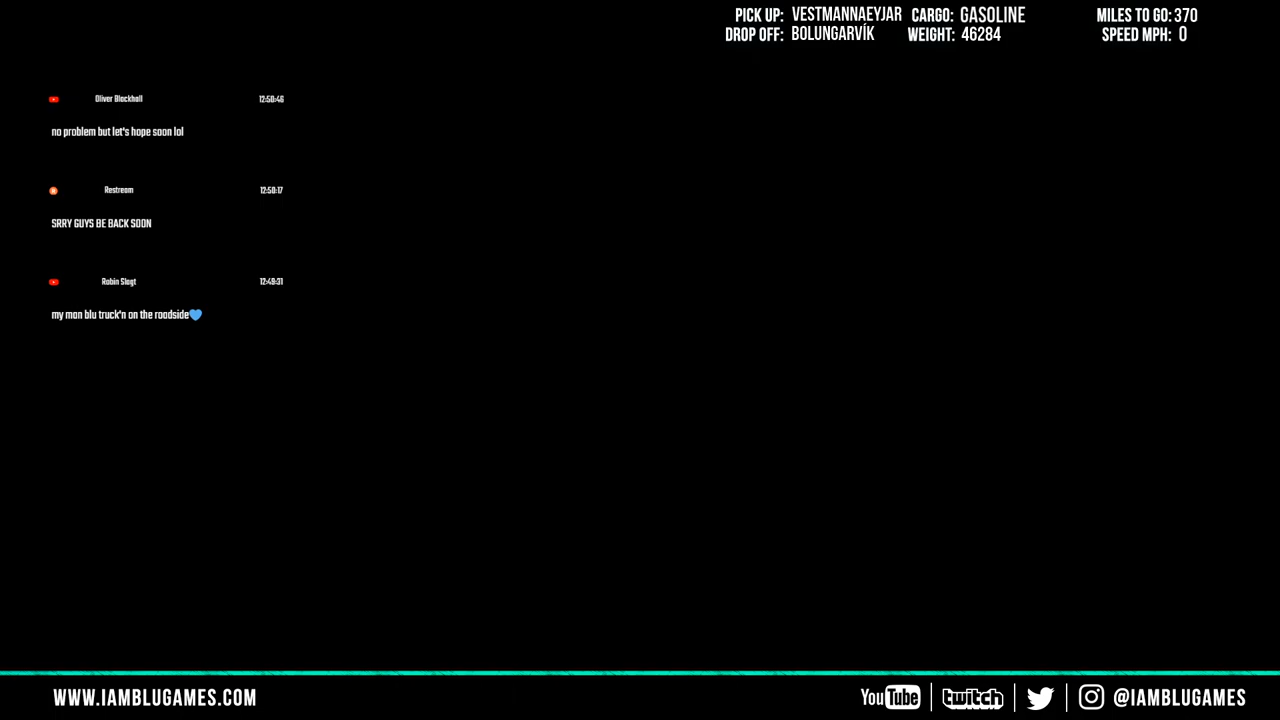 PICK UP: VESTMANNAEYJAR CARGO: GASOLINE MILES TO GO: 370
DROP OFF: BOLUNGARVÍK WEIGHT: 46284 SPEED MPH: 0
Oliver Blackhall 12:50:46
no problem but let's hope soon lol
Restream 12:50:17
SRRY GUYS BE BACK SOON
Robin Slagt 12:49:31
my man blu truck'n on the roadside💙
WWW.IAMBLUGAMES.COM YouTube twitch @IAMBLUGAMES